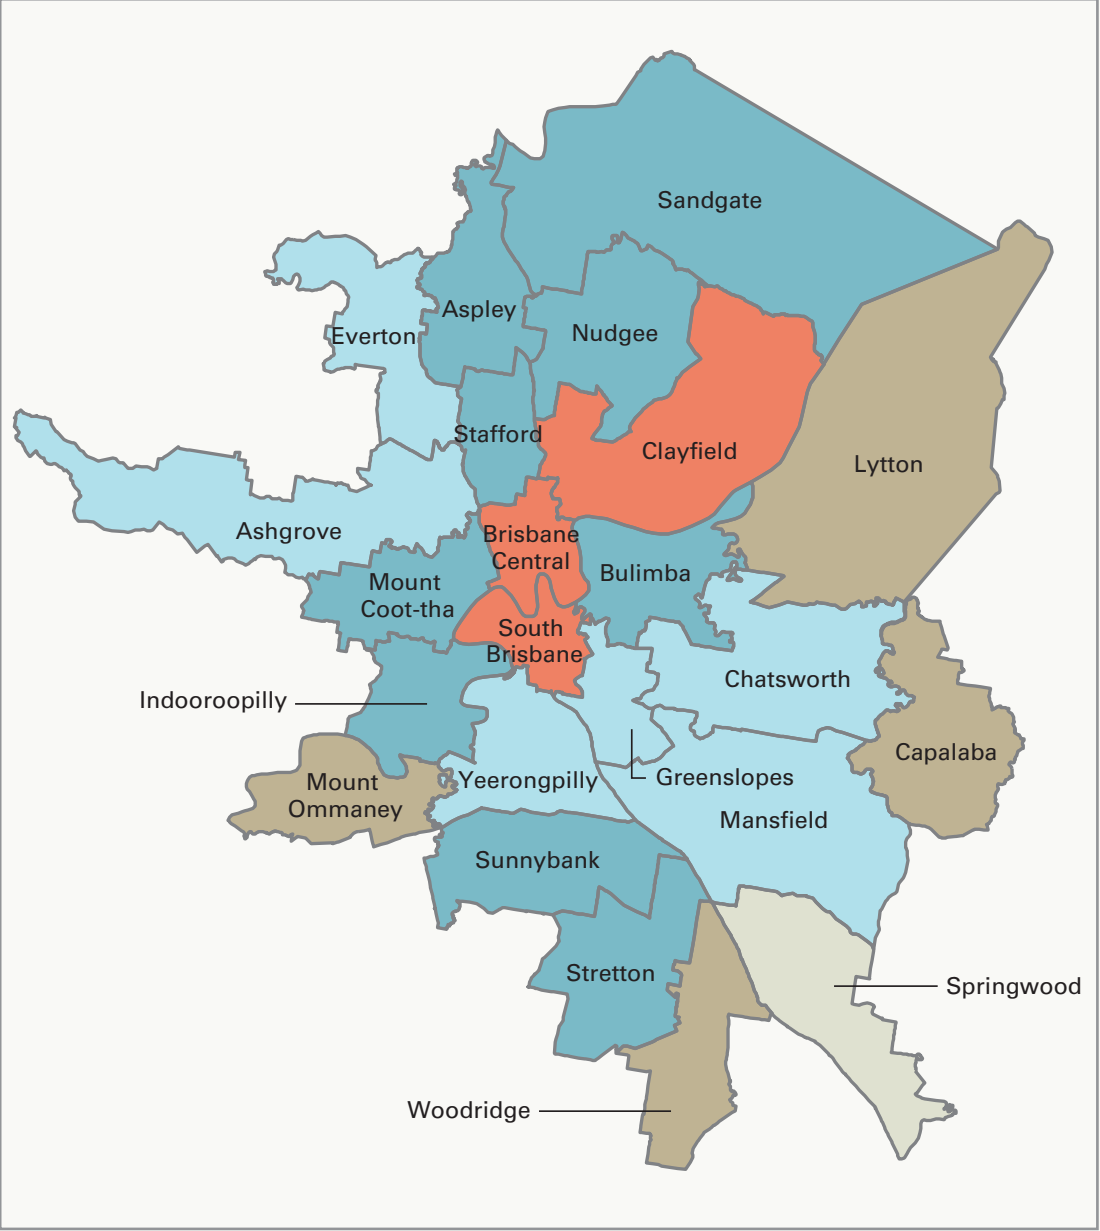 Sandgate
Aspley
Nudgee
Everton
Stafford
Clayfield
Lytton
Ashgrove
Brisbane
Central
Mount
Coot-tha
Bulimba
South
Brisbane
Chatsworth
Indooroopilly
Capalaba
Mount
Ommaney
Yeerongpilly
Greenslopes
Mansfield
Sunnybank
Stretton
Springwood
Woodridge